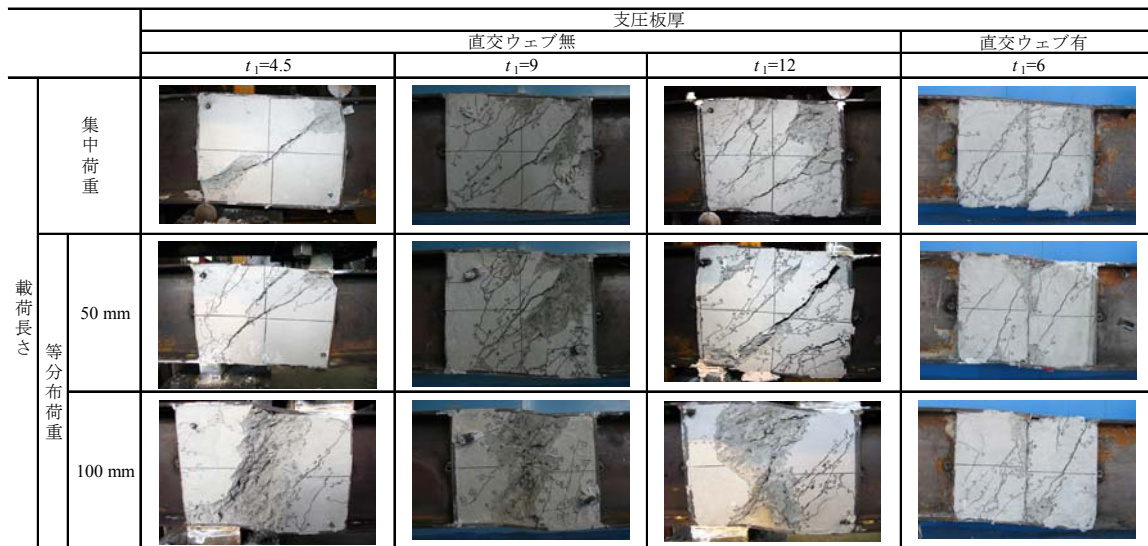 支圧板厚
直交ウェブ無
直交ウェブ有
t1=4.5
t1=9
t1=12
t1=6
載荷長さ
集中荷重
等分布荷重
50 mm
100 mm